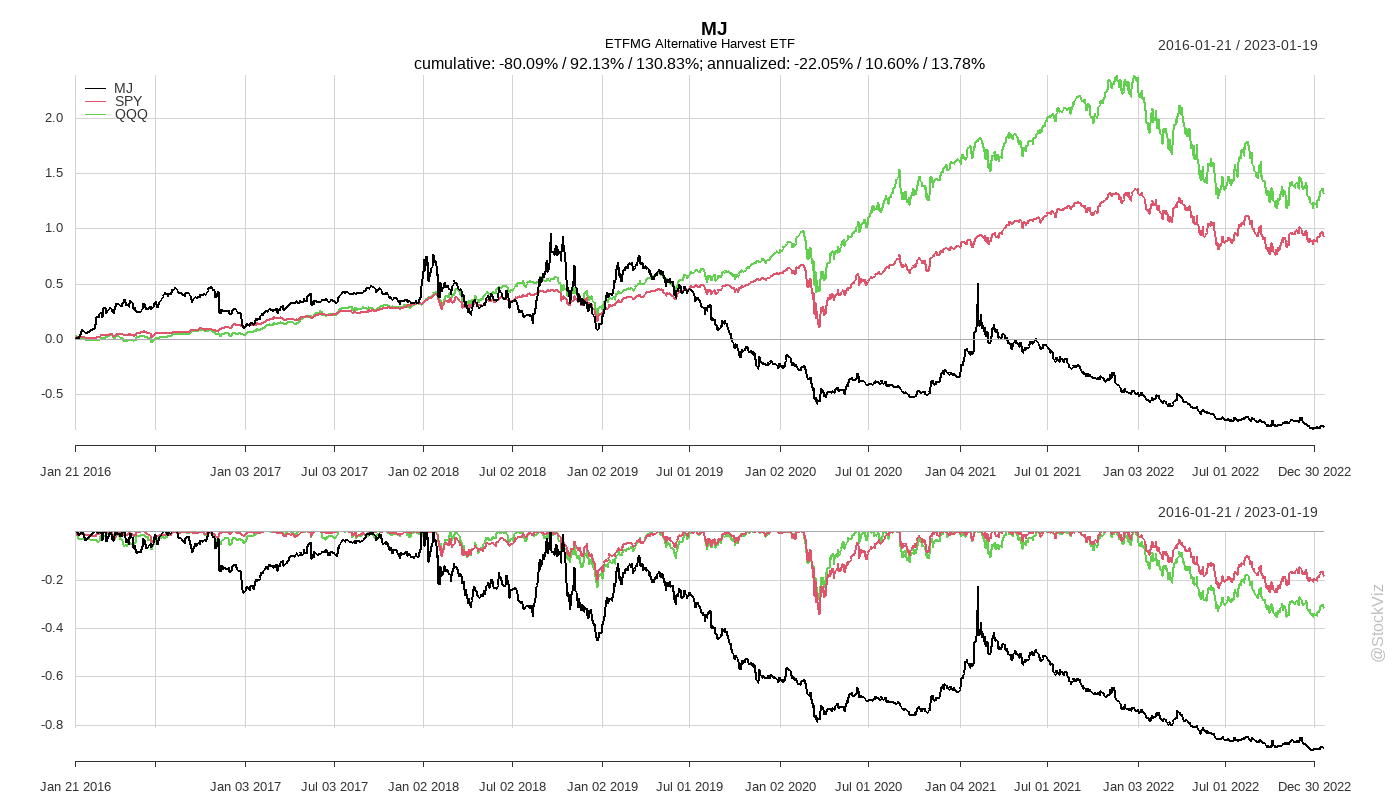 MJ
ETFMG Alternative Harvest ETF
2016-01-21 / 2023-01-19
cumulative: -80.09% / 92.13% / 130.83%; annualized: -22.05% / 10.60% / 13.78%
MJ
SPY
QQQ
2.0
1.5
1.0
0.5
0.0
-0.5
Jan 21 2016 Jan 03 2017 Jul 03 2017 Jan 02 2018 Jul 02 2018 Jan 02 2019 Jul 01 2019 Jan 02 2020 Jul 01 2020 Jan 04 2021 Jul 01 2021 Jan 03 2022 Jul 01 2022 Dec 30 2022
2016-01-21 / 2023-01-19
-0.2
-0.4
-0.6
-0.8
Jan 21 2016 Jan 03 2017 Jul 03 2017 Jan 02 2018 Jul 02 2018 Jan 02 2019 Jul 01 2019 Jan 02 2020 Jul 01 2020 Jan 04 2021 Jul 01 2021 Jan 03 2022 Jul 01 2022 Dec 30 2022
@StockViz